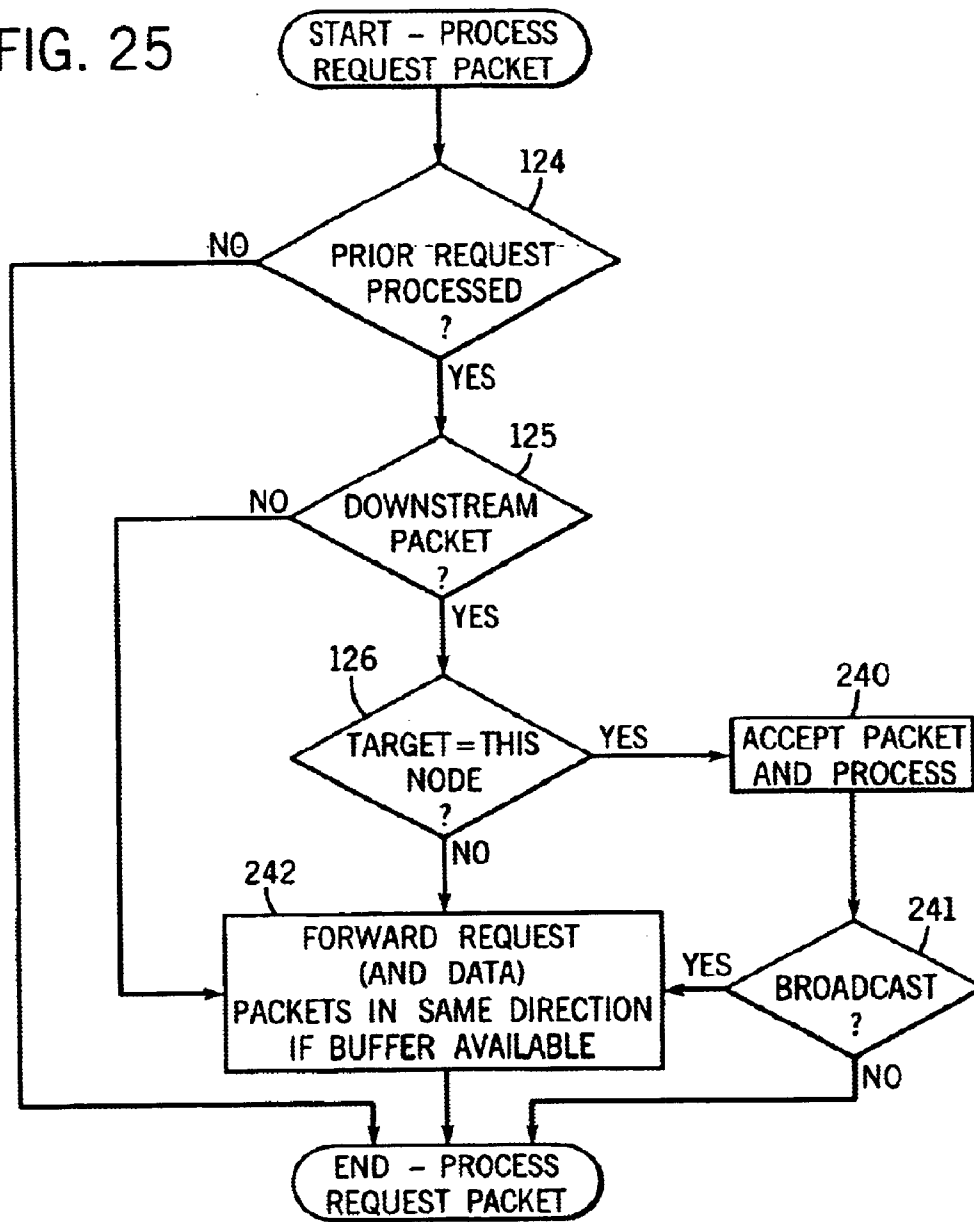 FIG. 25
START - PROCESS
REQUEST PACKET
124
NO
PRIOR REQUEST
PROCESSED
?
YES
125
NO
DOWNSTREAM
PACKET
?
YES
126
TARGET=THIS
NODE
?
YES
240
ACCEPT PACKET
AND PROCESS
NO
242
FORWARD REQUEST
(AND DATA)
PACKETS IN SAME DIRECTION
IF BUFFER AVAILABLE
241
YES
BROADCAST
?
NO
END - PROCESS
REQUEST PACKET